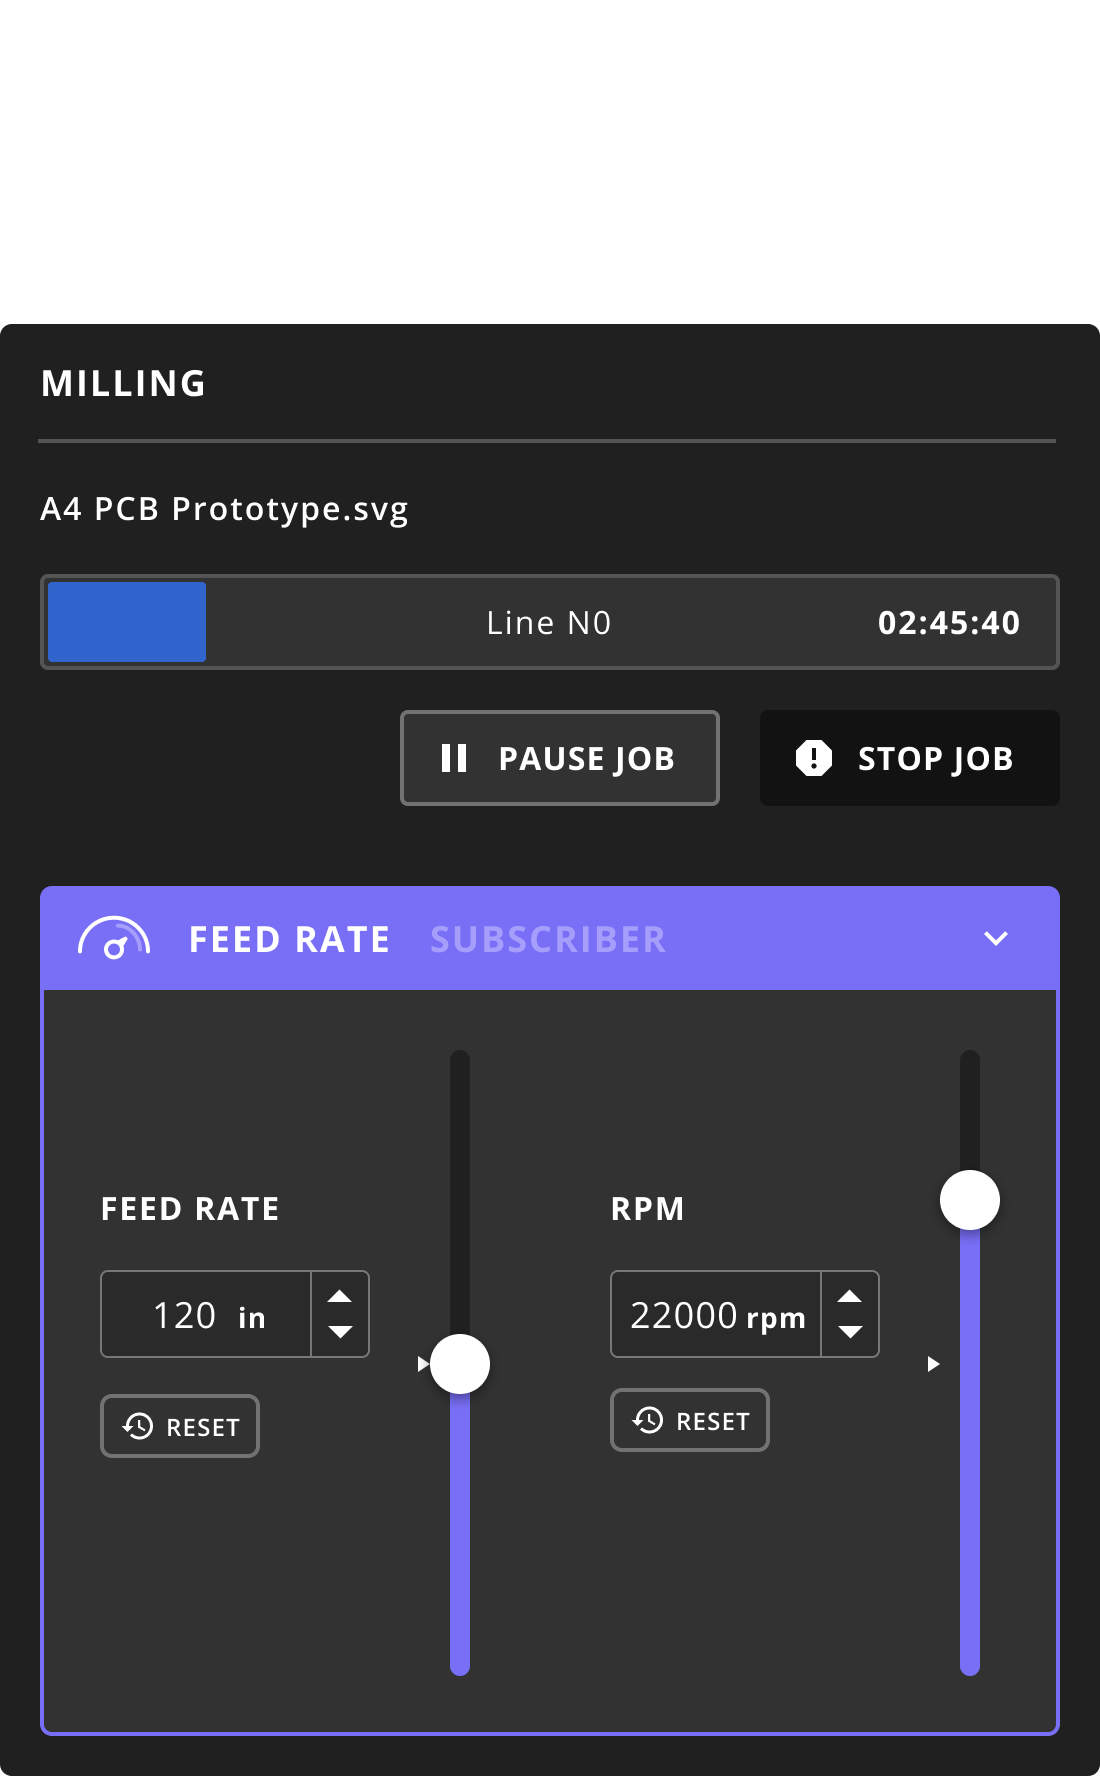 MILLING
A4 PCB Prototype.svg
Line N0 02:45:40
PAUSE JOB STOP JOB
FEED RATE SUBSCRIBER
FEED RATE RPM
120 in 22000 rpm
RESET RESET